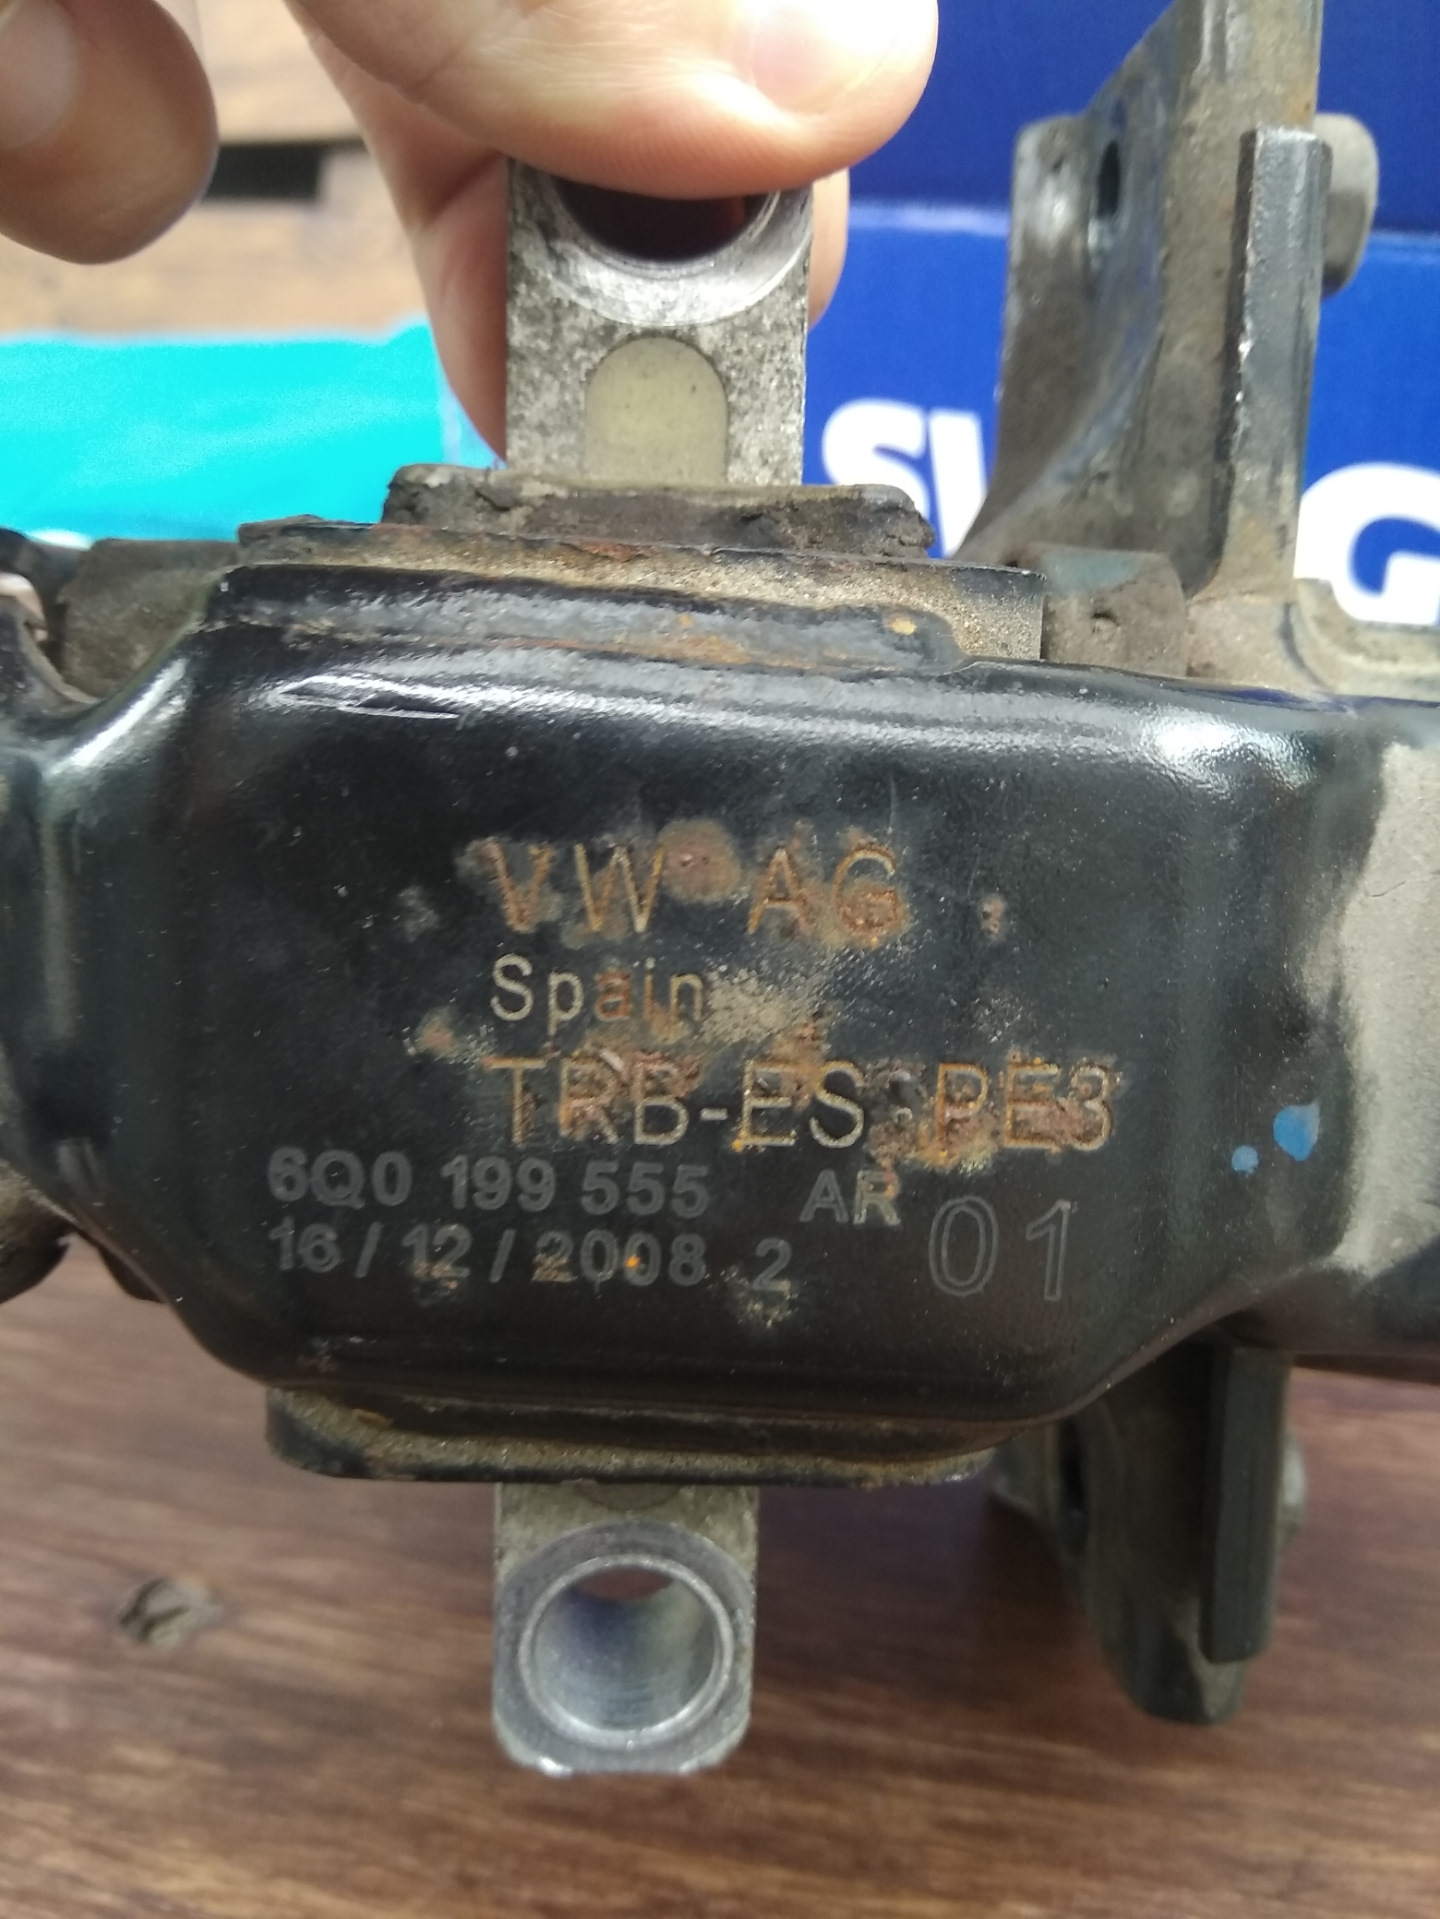 VW AG
Spain
TRB-ES PE3
6Q0 199 555 AR
01
16/12/2008 2